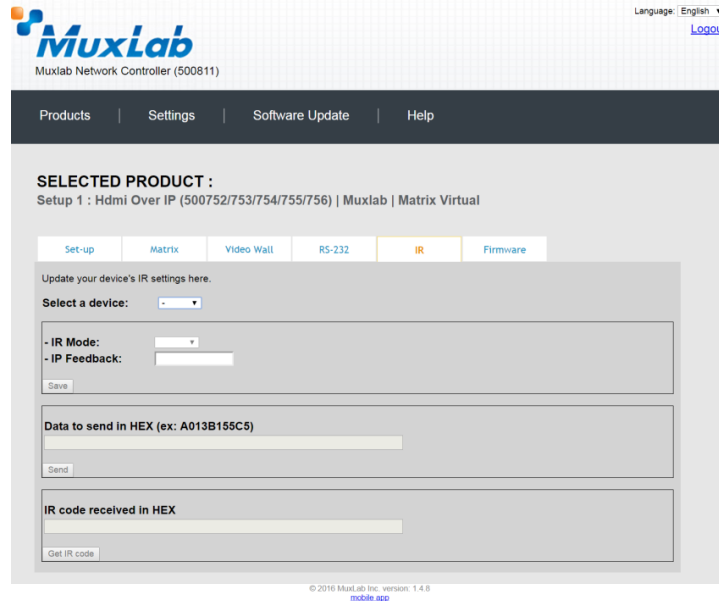 Language: English
MuxLab
Muxlab Network Controller (500811)
Products | Settings | Software Update | Help
SELECTED PRODUCT :
Setup 1 : Hdmi Over IP (500752/753/754/755/756) | Muxlab | Matrix Virtual
Set-up Matrix Video Wall RS-232 IR Firmware
Update your device's IR settings here.
Select a device: -
- IR Mode:
- IP Feedback:
Save
Data to send in HEX (ex: A013B155C5)
Send
IR code received in HEX
Get IR code
© 2016 MuxLab Inc. version: 1.4.6
mobile app